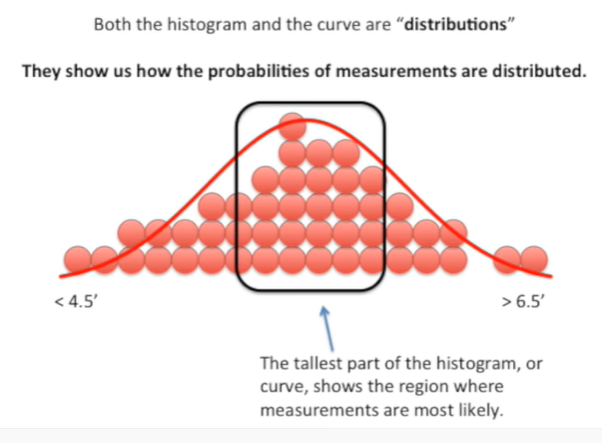 Both the histogram and the curve are “distributions”
They show us how the probabilities of measurements are distributed.
< 4.5’
> 6.5’
The tallest part of the histogram, or
curve, shows the region where
measurements are most likely.